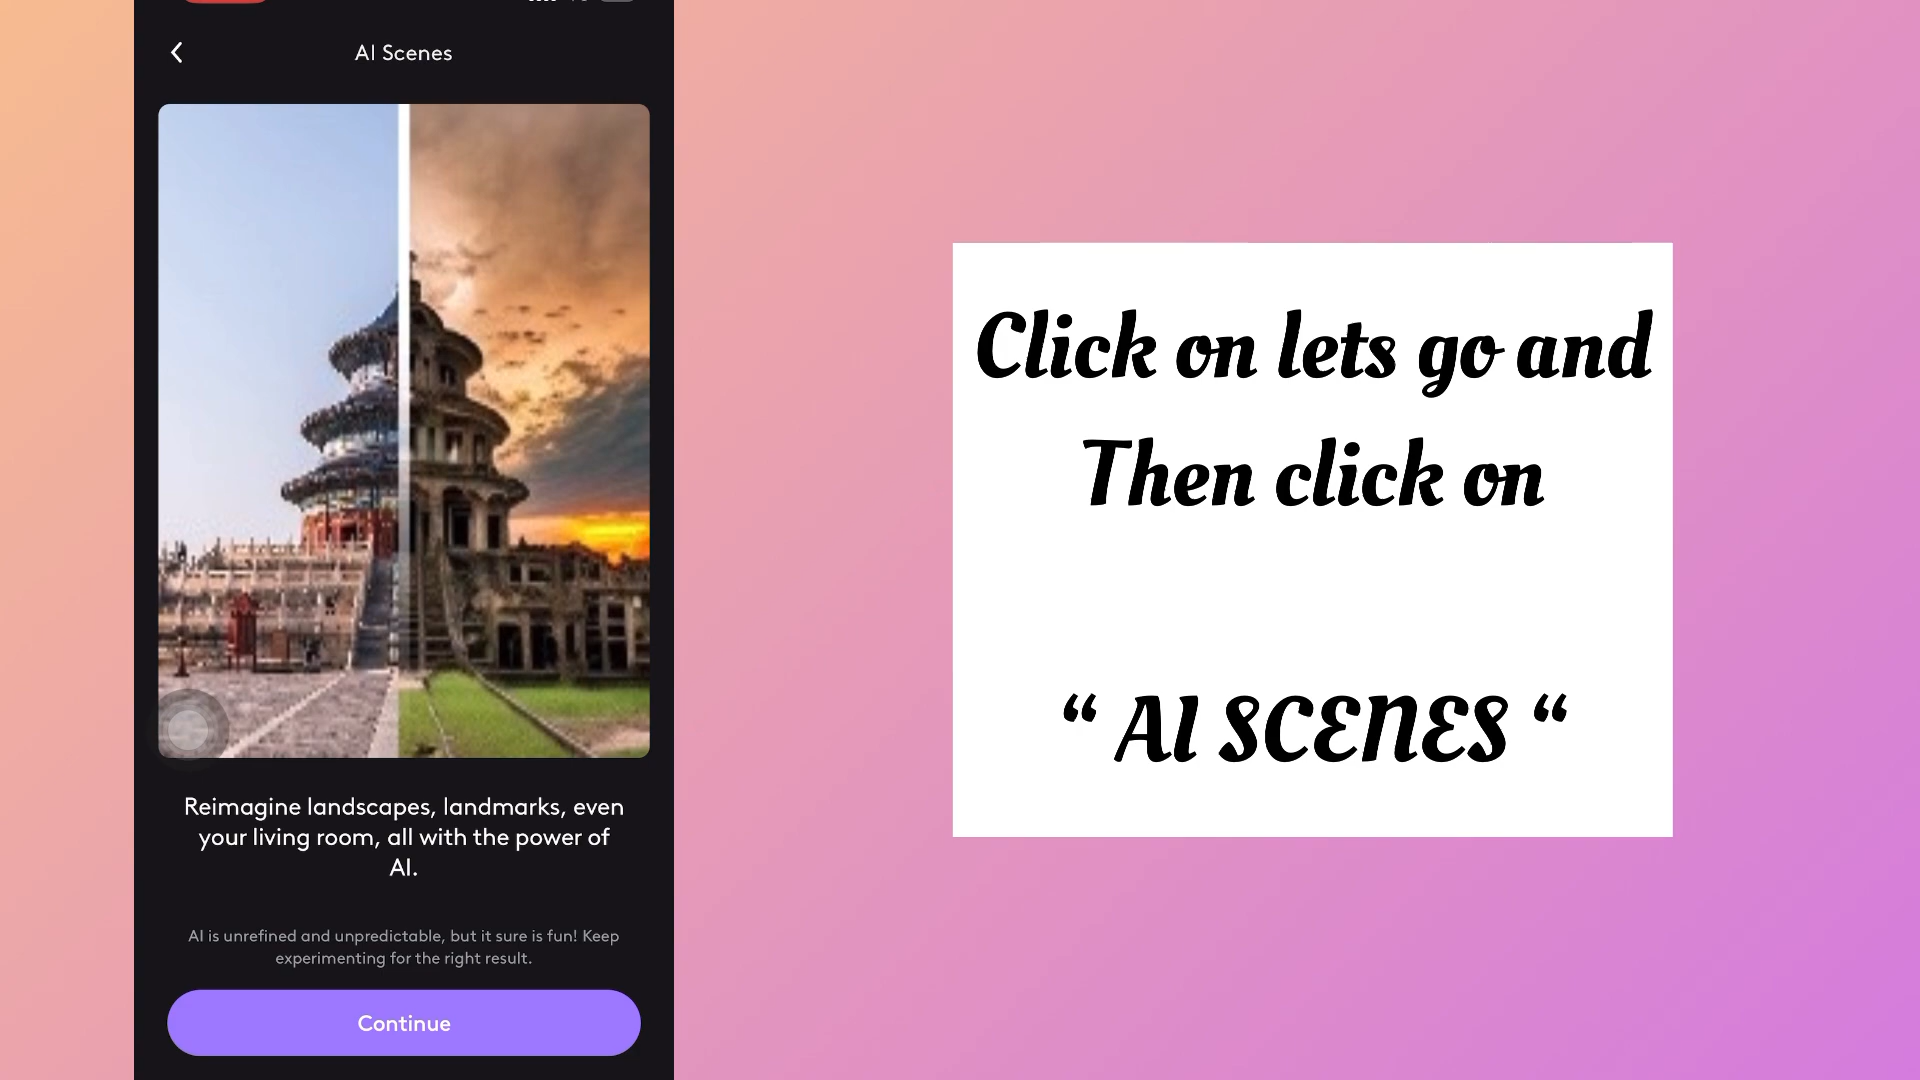 AI Scenes
Reimagine landscapes, landmarks, even
your living room, all with the power of
AI.
AI is unrefined and unpredictable, but it sure is fun! Keep
experimenting for the right result.
Continue
Click on lets go and
Then click on
“ AI SCENES “